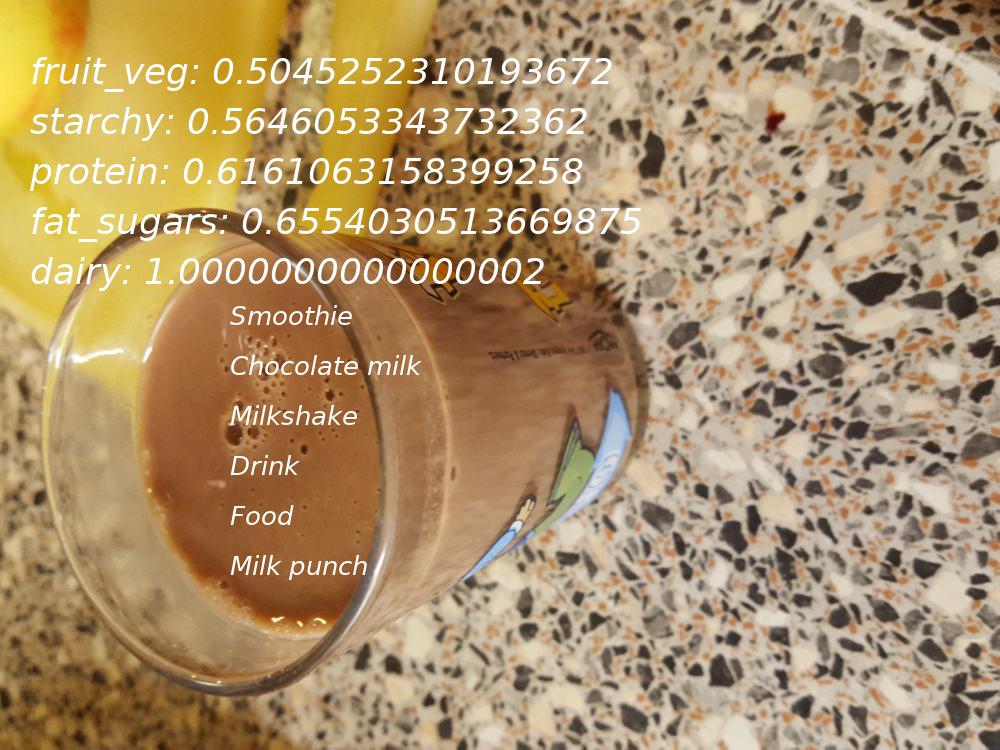 fruit_veg: 0.5045252310193672
starchy: 0.5646053343732362
protein: 0.6161063158399258
fat_sugars: 0.6554030513669875
dairy: 1.0000000000000002
Smoothie
Chocolate milk
Milkshake
Drink
Food
Milk punch